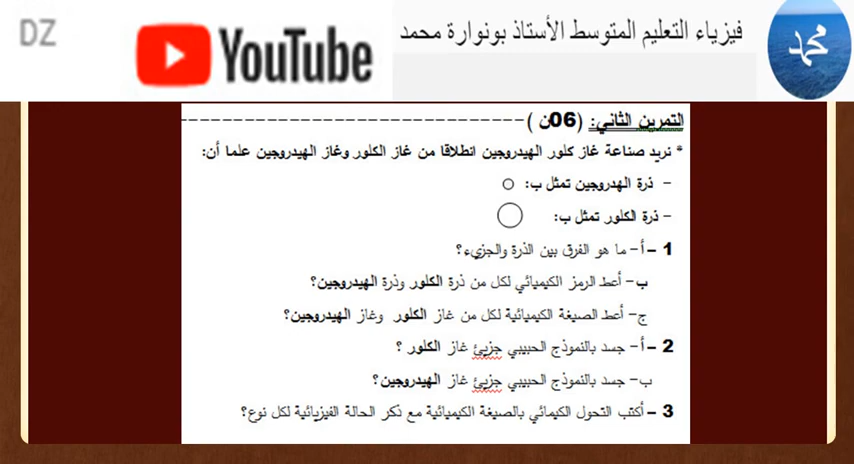 DZ
YouTube
فيزياء التعليم المتوسط الأستاذ بونوارة محمد
محمد
التمرين الثاني: (06ن )
* نريد صناعة غاز كلور الهيدروجين انطلاقا من غاز الكلور وغاز الهيدروجين علما أن:
- ذرة الهدروجين تمثل ب:
- ذرة الكلور تمثل ب:
1 – أ- ما هو الفرق بين الذرة والجزيء؟
ب- أعط الرمز الكيميائي لكل من ذرة الكلور وذرة الهيدروجين؟
ج- أعط الصيغة الكيميائية لكل من غاز الكلور وغاز الهيدروجين؟
2 – أ- جسد بالنموذج الحبيبي جزيئ غاز الكلور ؟
ب- جسد بالنموذج الحبيبي جزيئ غاز الهيدروجين؟
3 – أكتب التحول الكيمائي بالصيغة الكيميائية مع ذكر الحالة الفيزيائية لكل نوع؟